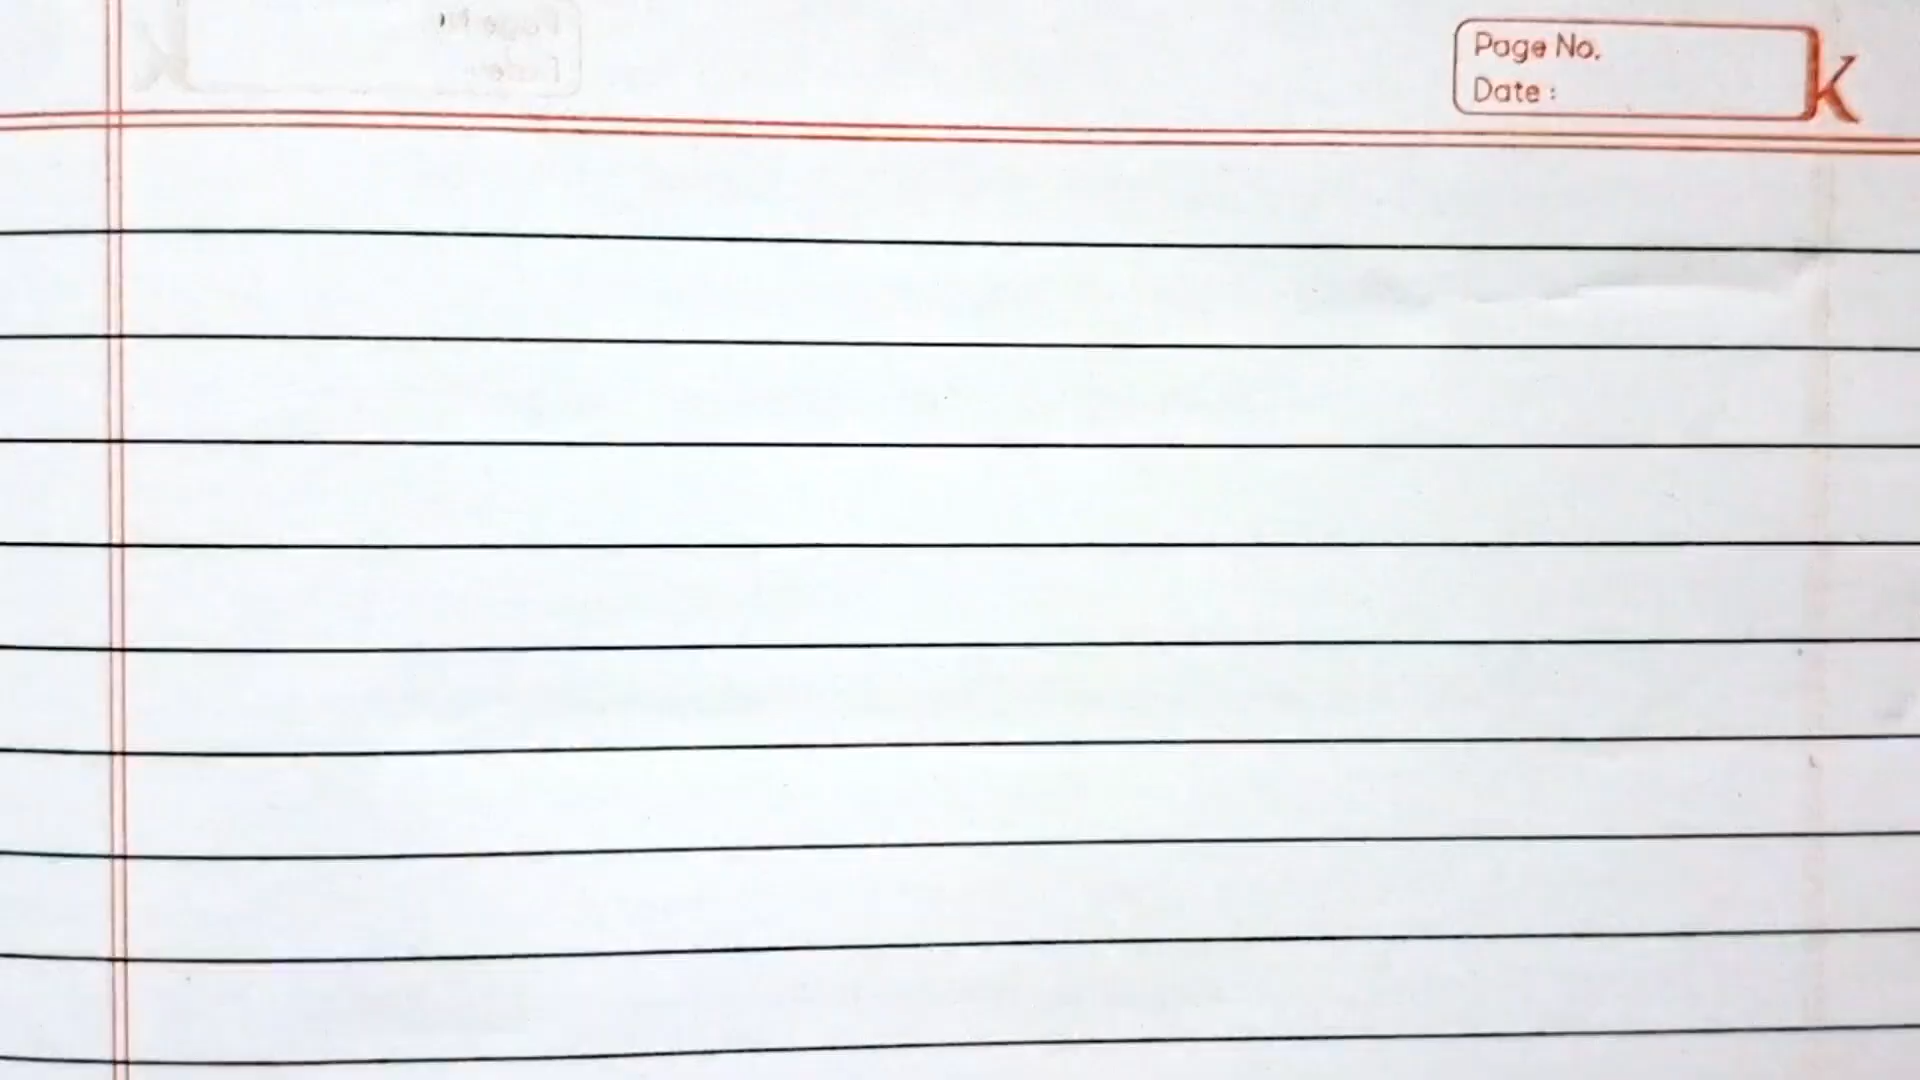 Page No.
Date :
K